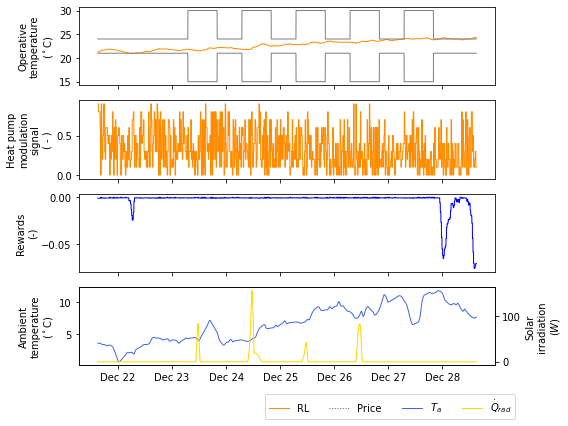 Operative
temperature
(°C)
30
25
20
15
Heat pump
modulation
signal
( - )
0.5
0.0
Rewards
(-)
0.00
−0.05
Ambient
temperature
(°C)
10
5
100
0
Solar
irradiation
(W)
Dec 22 Dec 23 Dec 24 Dec 25 Dec 26 Dec 27 Dec 28
RL Price Tₐ Q̇rad